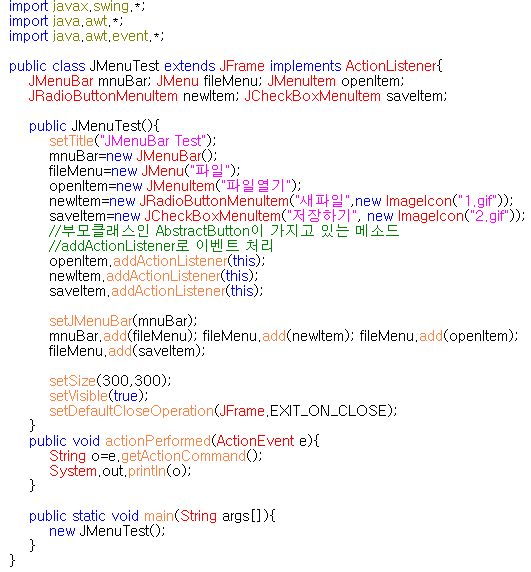 import javax.swing.*;
import java.awt.*;
import java.awt.event.*;
public class JMenuTest extends JFrame implements ActionListener{
JMenuBar mnuBar; JMenu fileMenu; JMenuItem openItem;
JRadioButtonMenuItem newItem; JCheckBoxMenuItem saveItem;
public JMenuTest(){
setTitle("JMenuBar Test");
mnuBar=new JMenuBar();
fileMenu=new JMenu("파일");
openItem=new JMenuItem("파일열기");
newItem=new JRadioButtonMenuItem("새파일",new ImageIcon("1.gif"));
saveItem=new JCheckBoxMenuItem("저장하기", new ImageIcon("2.gif"));
//부모클래스인 AbstractButton이 가지고 있는 메소드
//addActionListener로 이벤트 처리
openItem.addActionListener(this);
newItem.addActionListener(this);
saveItem.addActionListener(this);
setJMenuBar(mnuBar);
mnuBar.add(fileMenu); fileMenu.add(newItem); fileMenu.add(openItem);
fileMenu.add(saveItem);
setSize(300,300);
setVisible(true);
setDefaultCloseOperation(JFrame.EXIT_ON_CLOSE);
}
public void actionPerformed(ActionEvent e){
String o=e.getActionCommand();
System.out.println(o);
}
public static void main(String args[]){
new JMenuTest();
}
}